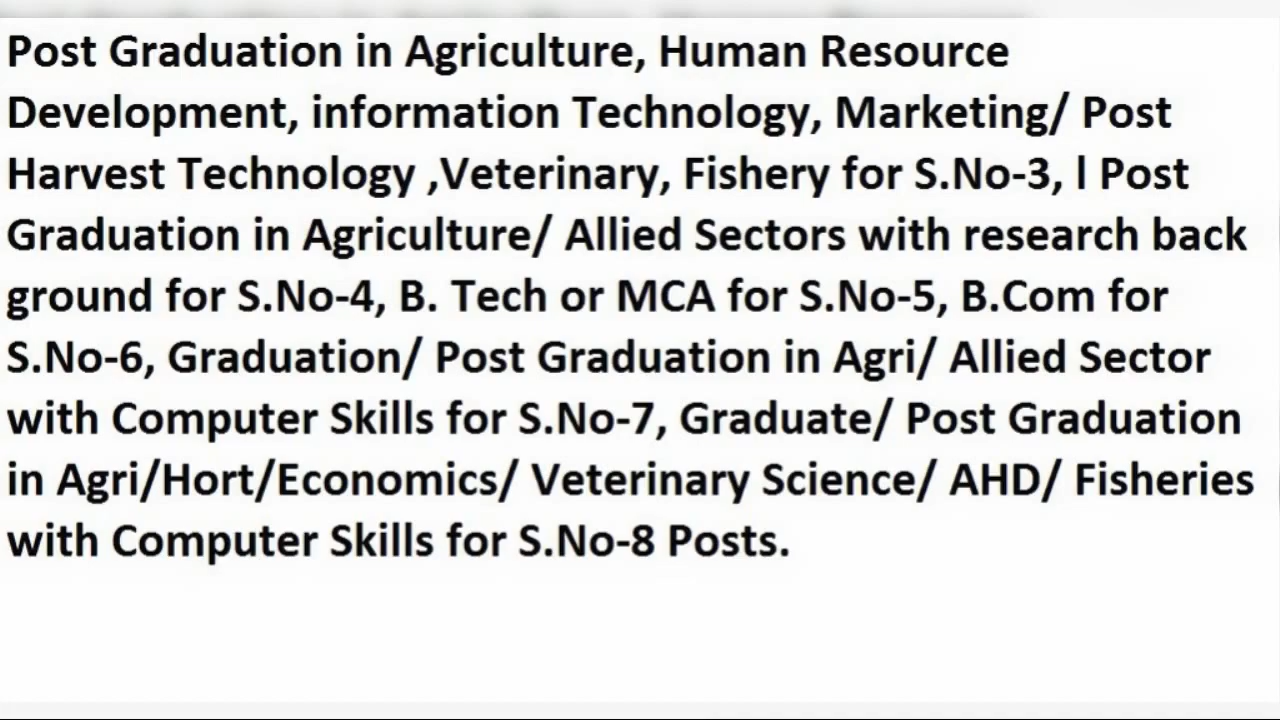 Post Graduation in Agriculture, Human Resource
Development, information Technology, Marketing/ Post
Harvest Technology ,Veterinary, Fishery for S.No-3, l Post
Graduation in Agriculture/ Allied Sectors with research back
ground for S.No-4, B. Tech or MCA for S.No-5, B.Com for
S.No-6, Graduation/ Post Graduation in Agri/ Allied Sector
with Computer Skills for S.No-7, Graduate/ Post Graduation
in Agri/Hort/Economics/ Veterinary Science/ AHD/ Fisheries
with Computer Skills for S.No-8 Posts.